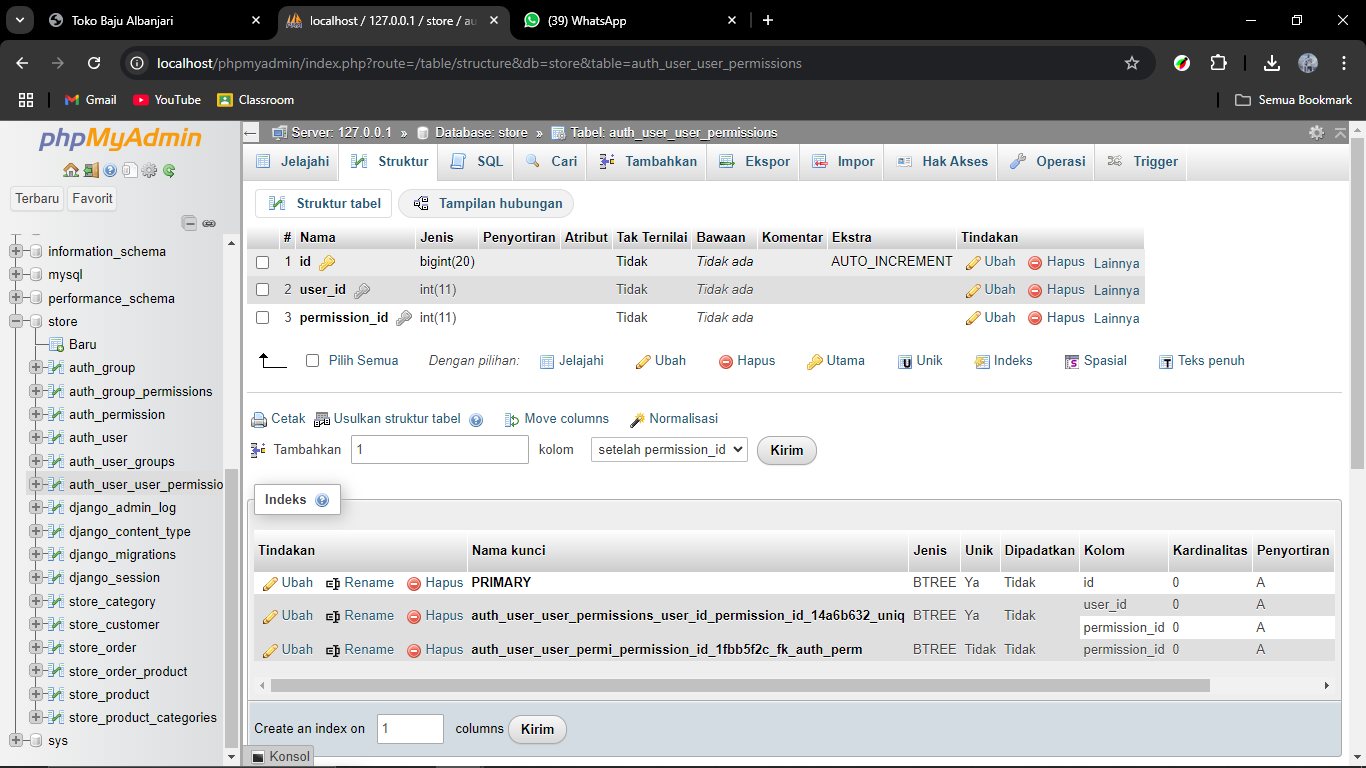 Toko Baju Albanjari
localhost / 127.0.0.1 / store / au
(39) WhatsApp
localhost/phpmyadmin/index.php?route=/table/structure&db=store&table=auth_user_user_permissions
Gmail YouTube Classroom Semua Bookmark
phpMyAdmin
Terbaru Favorit
information_schema
mysql
performance_schema
store
Baru
auth_group
auth_group_permissions
auth_permission
auth_user
auth_user_groups
auth_user_user_permissio
django_admin_log
django_content_type
django_migrations
django_session
store_category
store_customer
store_order
store_order_product
store_product
store_product_categories
sys
Server: 127.0.0.1 » Database: store » Tabel: auth_user_user_permissions
Jelajahi Struktur SQL Cari Tambahkan Ekspor Impor Hak Akses Operasi Trigger
Struktur tabel Tampilan hubungan
# Nama Jenis Penyortiran Atribut Tak Ternilai Bawaan Komentar Ekstra Tindakan
1 id bigint(20) Tidak Tidak ada AUTO_INCREMENT Ubah Hapus Lainnya
2 user_id int(11) Tidak Tidak ada Ubah Hapus Lainnya
3 permission_id int(11) Tidak Tidak ada Ubah Hapus Lainnya
Pilih Semua Dengan pilihan: Jelajahi Ubah Hapus Utama Unik Indeks Spasial Teks penuh
Cetak Usulkan struktur tabel Move columns Normalisasi
Tambahkan 1 kolom setelah permission_id Kirim
Indeks
Tindakan Nama kunci Jenis Unik Dipadatkan Kolom Kardinalitas Penyortiran
Ubah Rename Hapus PRIMARY BTREE Ya Tidak id 0 A
Ubah Rename Hapus auth_user_user_permissions_user_id_permission_id_14a6b632_uniq BTREE Ya Tidak user_id 0 A
permission_id 0 A
Ubah Rename Hapus auth_user_user_permi_permission_id_1fbb5f2c_fk_auth_perm BTREE Tidak Tidak permission_id 0 A
Create an index on 1 columns Kirim
Konsol